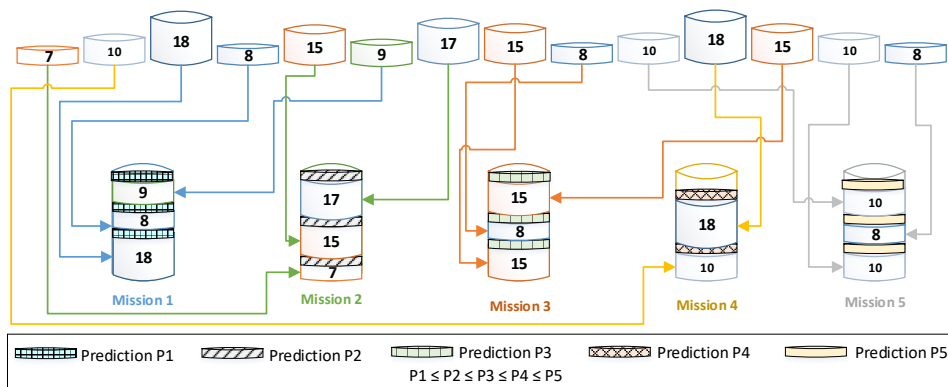 7 10 18 8 15 9 17 15 8 10 18 15 10 8
9 8 18
17 15 7
15 8 15
18 10
10 8 10
Mission 1 Mission 2 Mission 3 Mission 4 Mission 5
Prediction P1 Prediction P2 Prediction P3 Prediction P4 Prediction P5
P1 ≤ P2 ≤ P3 ≤ P4 ≤ P5